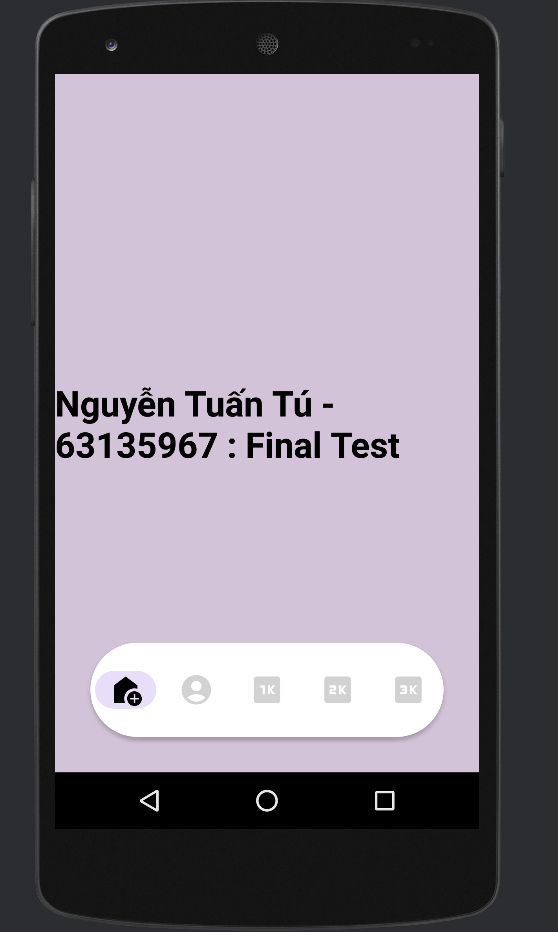 Nguyễn Tuấn Tú -
63135967 : Final Test
1K 2K 3K